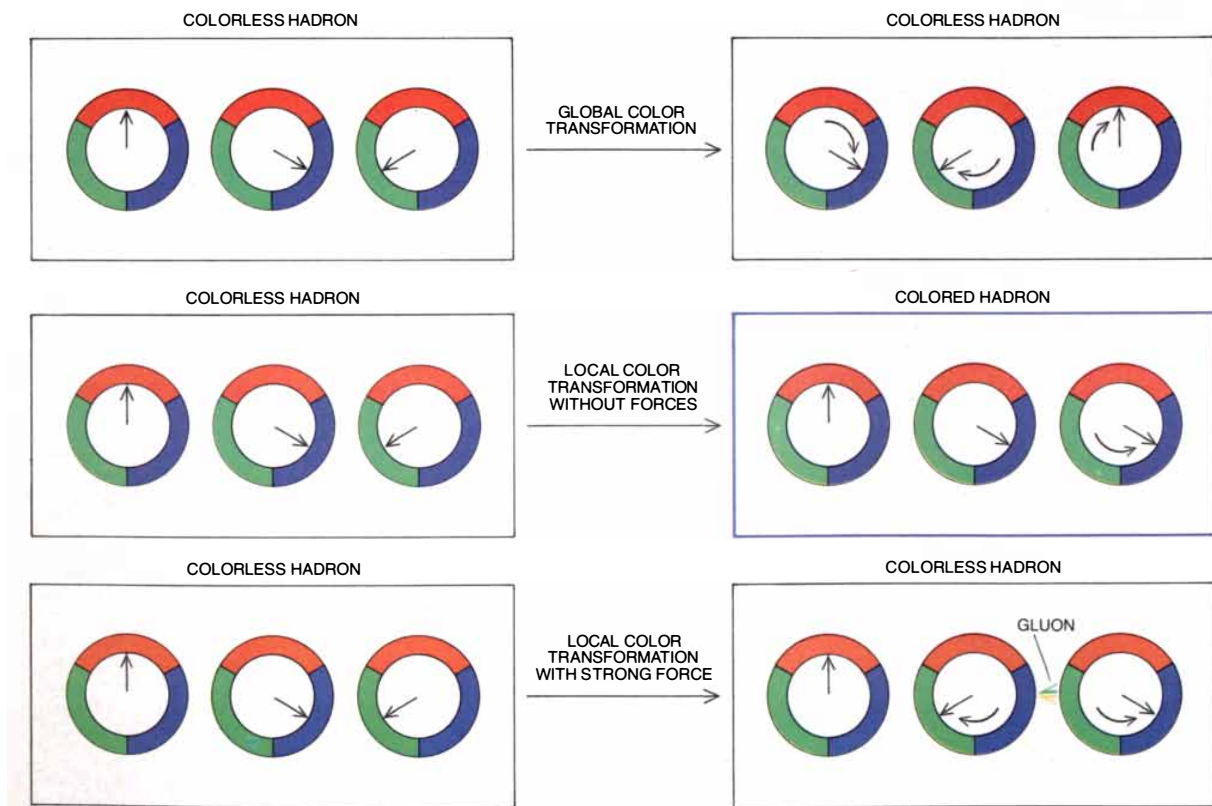 COLORLESS HADRON
COLORLESS HADRON
GLOBAL COLOR
TRANSFORMATION
COLORLESS HADRON
COLORED HADRON
LOCAL COLOR
TRANSFORMATION
WITHOUT FORCES
COLORLESS HADRON
COLORLESS HADRON
LOCAL COLOR
TRANSFORMATION
WITH STRONG FORCE
GLUON